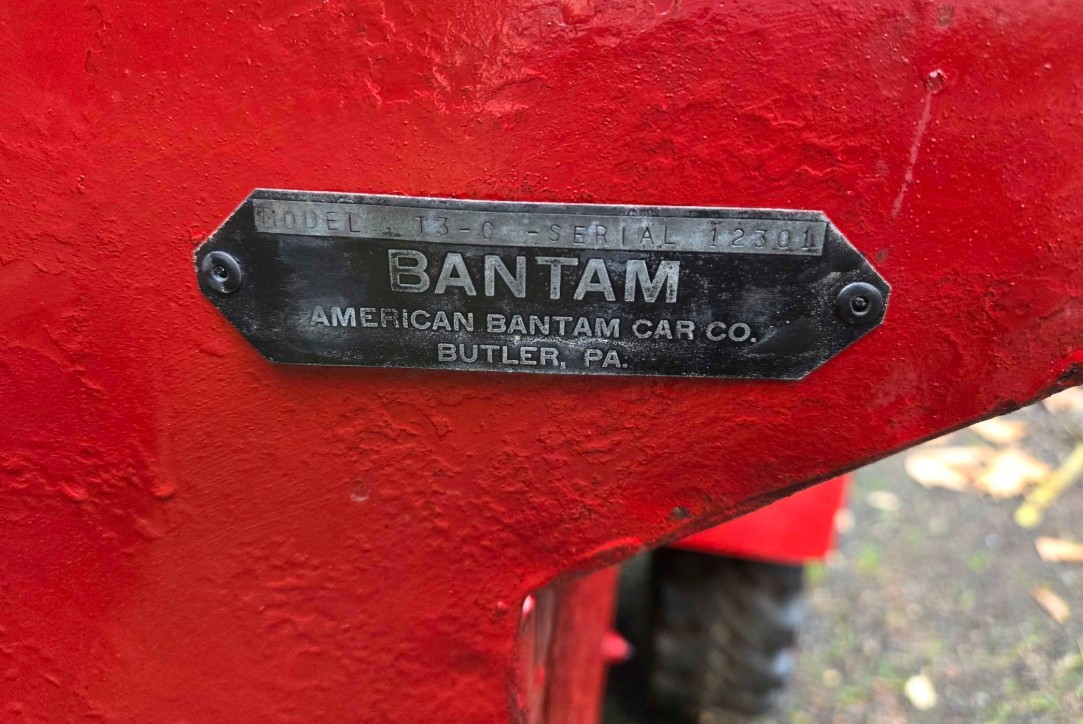 MODEL T3-C -SERIAL 12301
BANTAM
AMERICAN BANTAM CAR CO.
BUTLER, PA.